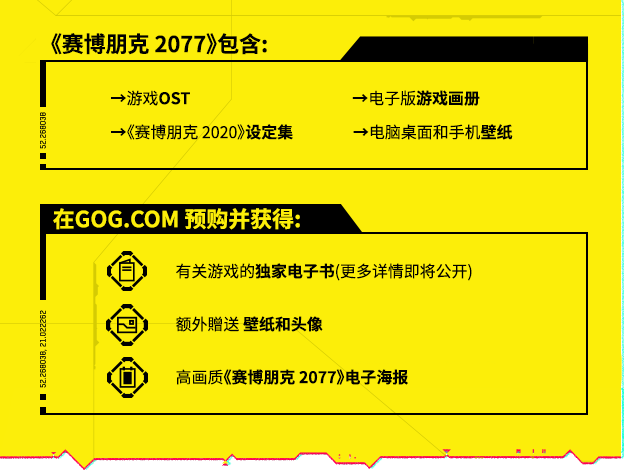 《赛博朋克 2077》包含:
→游戏OST
→电子版游戏画册
→《赛博朋克 2020》设定集
→电脑桌面和手机壁纸
52.298038
在GOG.COM 预购并获得:
有关游戏的独家电子书(更多详情即将公开)
额外赠送 壁纸和头像
高画质《赛博朋克 2077》电子海报
52.298038, 21.022262